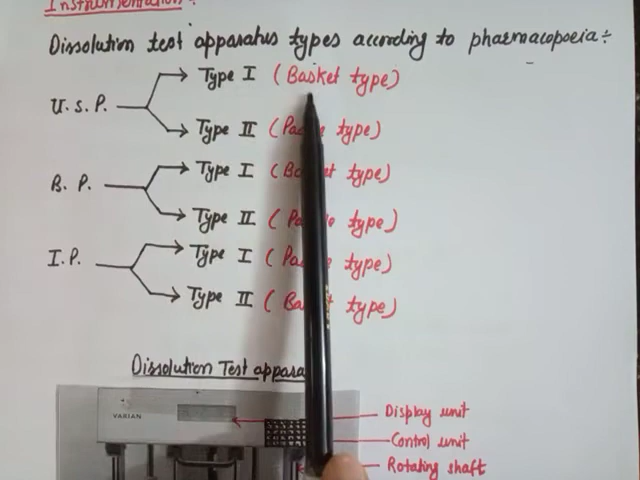 Instrumentation :-
Dissolution test apparatus types according to pharmacopoeia ÷
U.S.P.
Type I (Basket type)
Type II ( type)
B. P.
Type I ( type)
Type II ( type)
I.P.
Type I ( type)
Type II ( type)
Dissolution Test
VARIAN
Display unit
Control unit
Rotating shaft